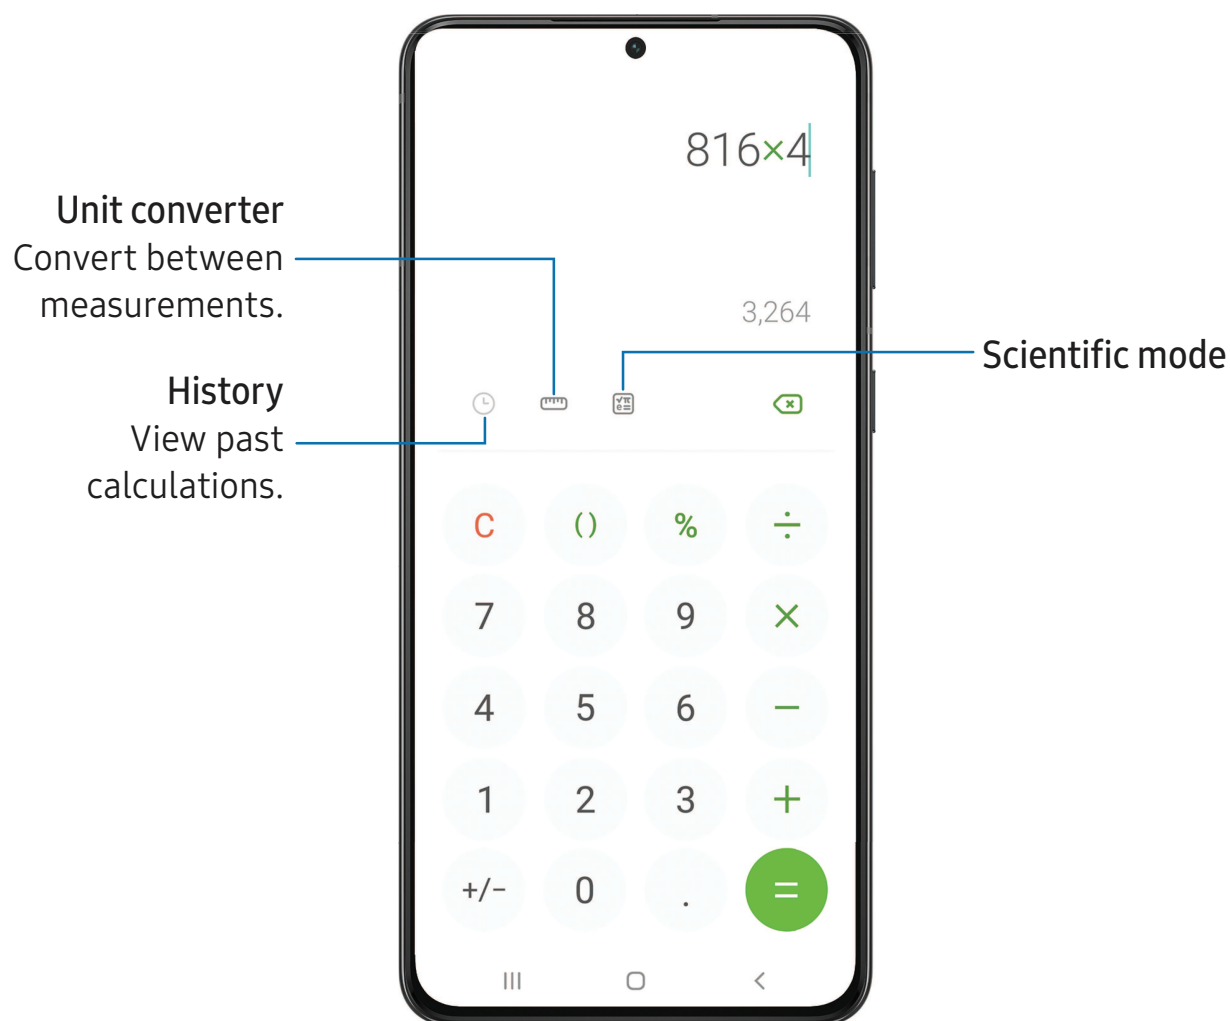 816×4
Unit converter
Convert between
measurements.
3,264
Scientific mode
History
View past
calculations.
√π
e=
C () % ÷
7 8 9 ×
4 5 6 −
1 2 3 +
+/− 0 . =